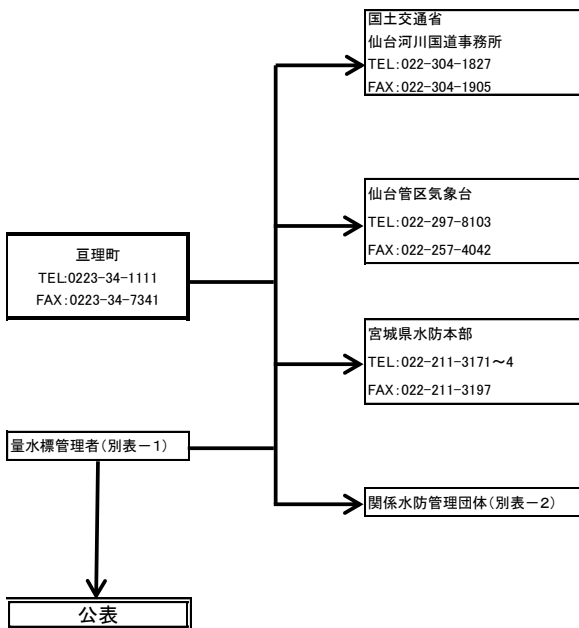 国土交通省
仙台河川国道事務所
TEL:022-304-1827
FAX:022-304-1905
仙台管区気象台
TEL:022-297-8103
FAX:022-257-4042
亘理町
TEL:0223-34-1111
FAX:0223-34-7341
宮城県水防本部
TEL:022-211-3171～4
FAX:022-211-3197
量水標管理者(別表－1)
関係水防管理団体(別表－2)
公表